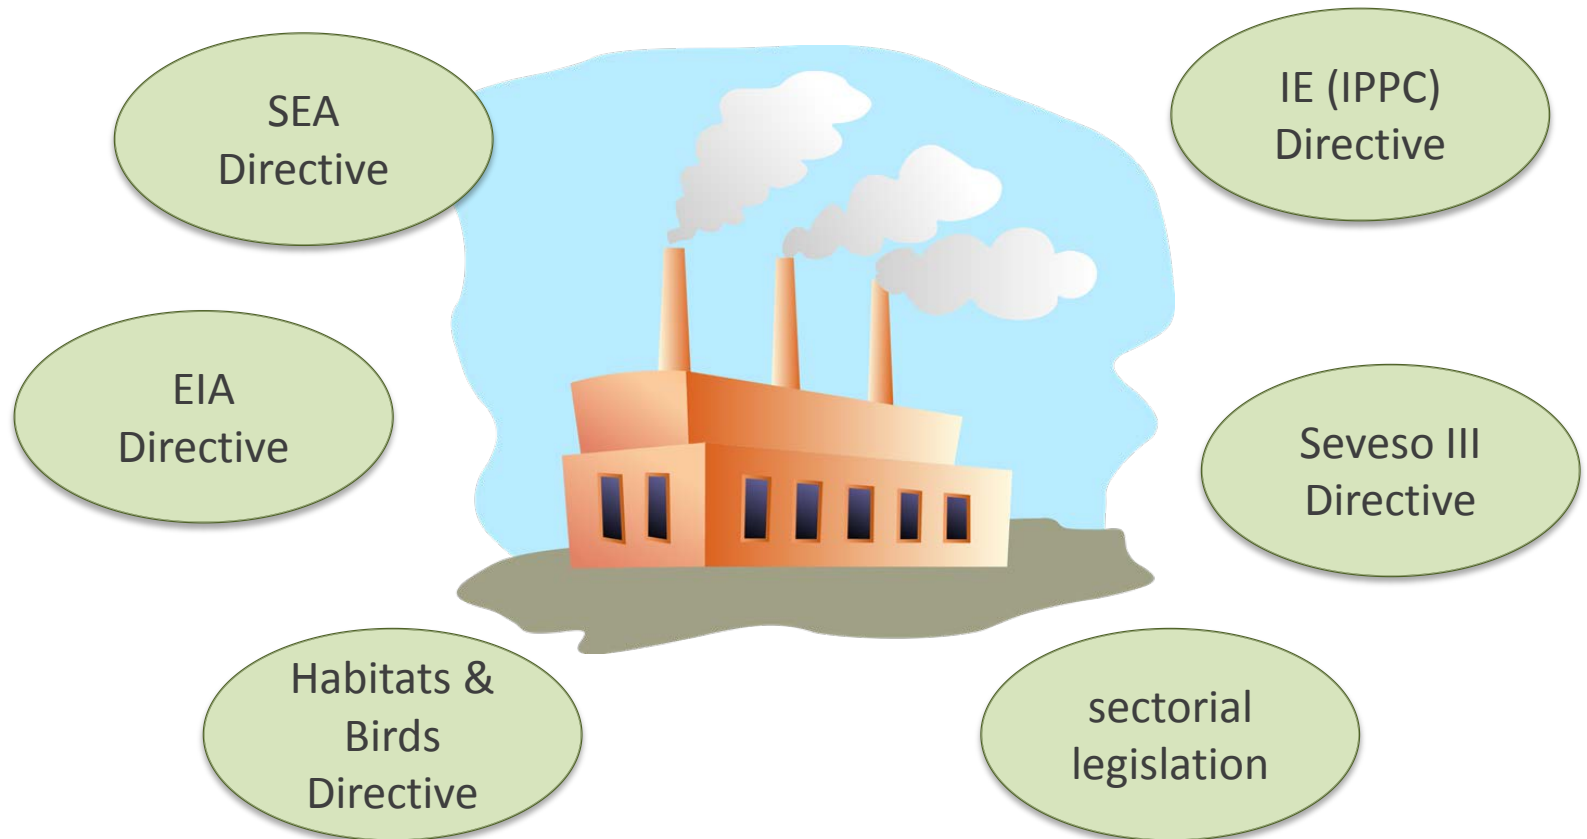 SEA
Directive
IE (IPPC)
Directive
EIA
Directive
Seveso III
Directive
Habitats &
Birds
Directive
sectorial
legislation